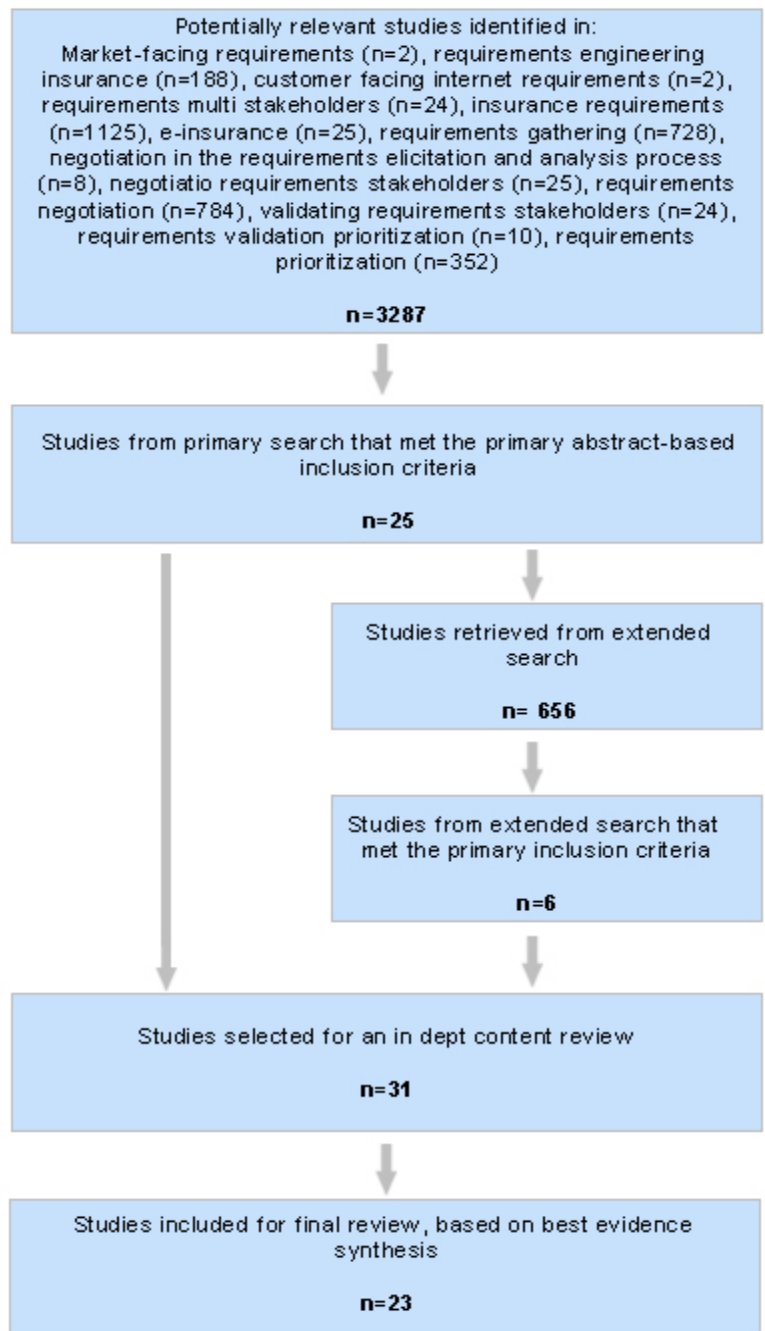 Potentially relevant studies identified in:
Market-facing requirements (n=2), requirements engineering
insurance (n=188), customer facing internet requirements (n=2),
requirements multi stakeholders (n=24), insurance requirements
(n=1125), e-insurance (n=25), requirements gathering (n=728),
negotiation in the requirements elicitation and analysis process
(n=8), negotiatio requirements stakeholders (n=25), requirements
negotiation (n=784), validating requirements stakeholders (n=24),
requirements validation prioritization (n=10), requirements
prioritization (n=352)
n=3287
Studies from primary search that met the primary abstract-based
inclusion criteria
n=25
Studies retrieved from extended
search
n= 656
Studies from extended search that
met the primary inclusion criteria
n=6
Studies selected for an in dept content review
n=31
Studies included for final review, based on best evidence
synthesis
n=23